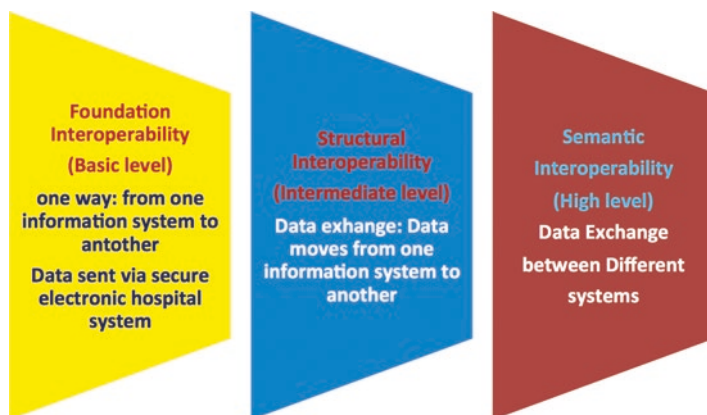 Foundation
Interoperability
(Basic level)
one way: from one
information system to
antother
Data sent via secure
electronic hospital
system
Structural
Interoperability
(Intermediate level)
Data exhange: Data
moves from one
information system to
another
Semantic
Interoperability
(High level)
Data Exchange
between Different
systems